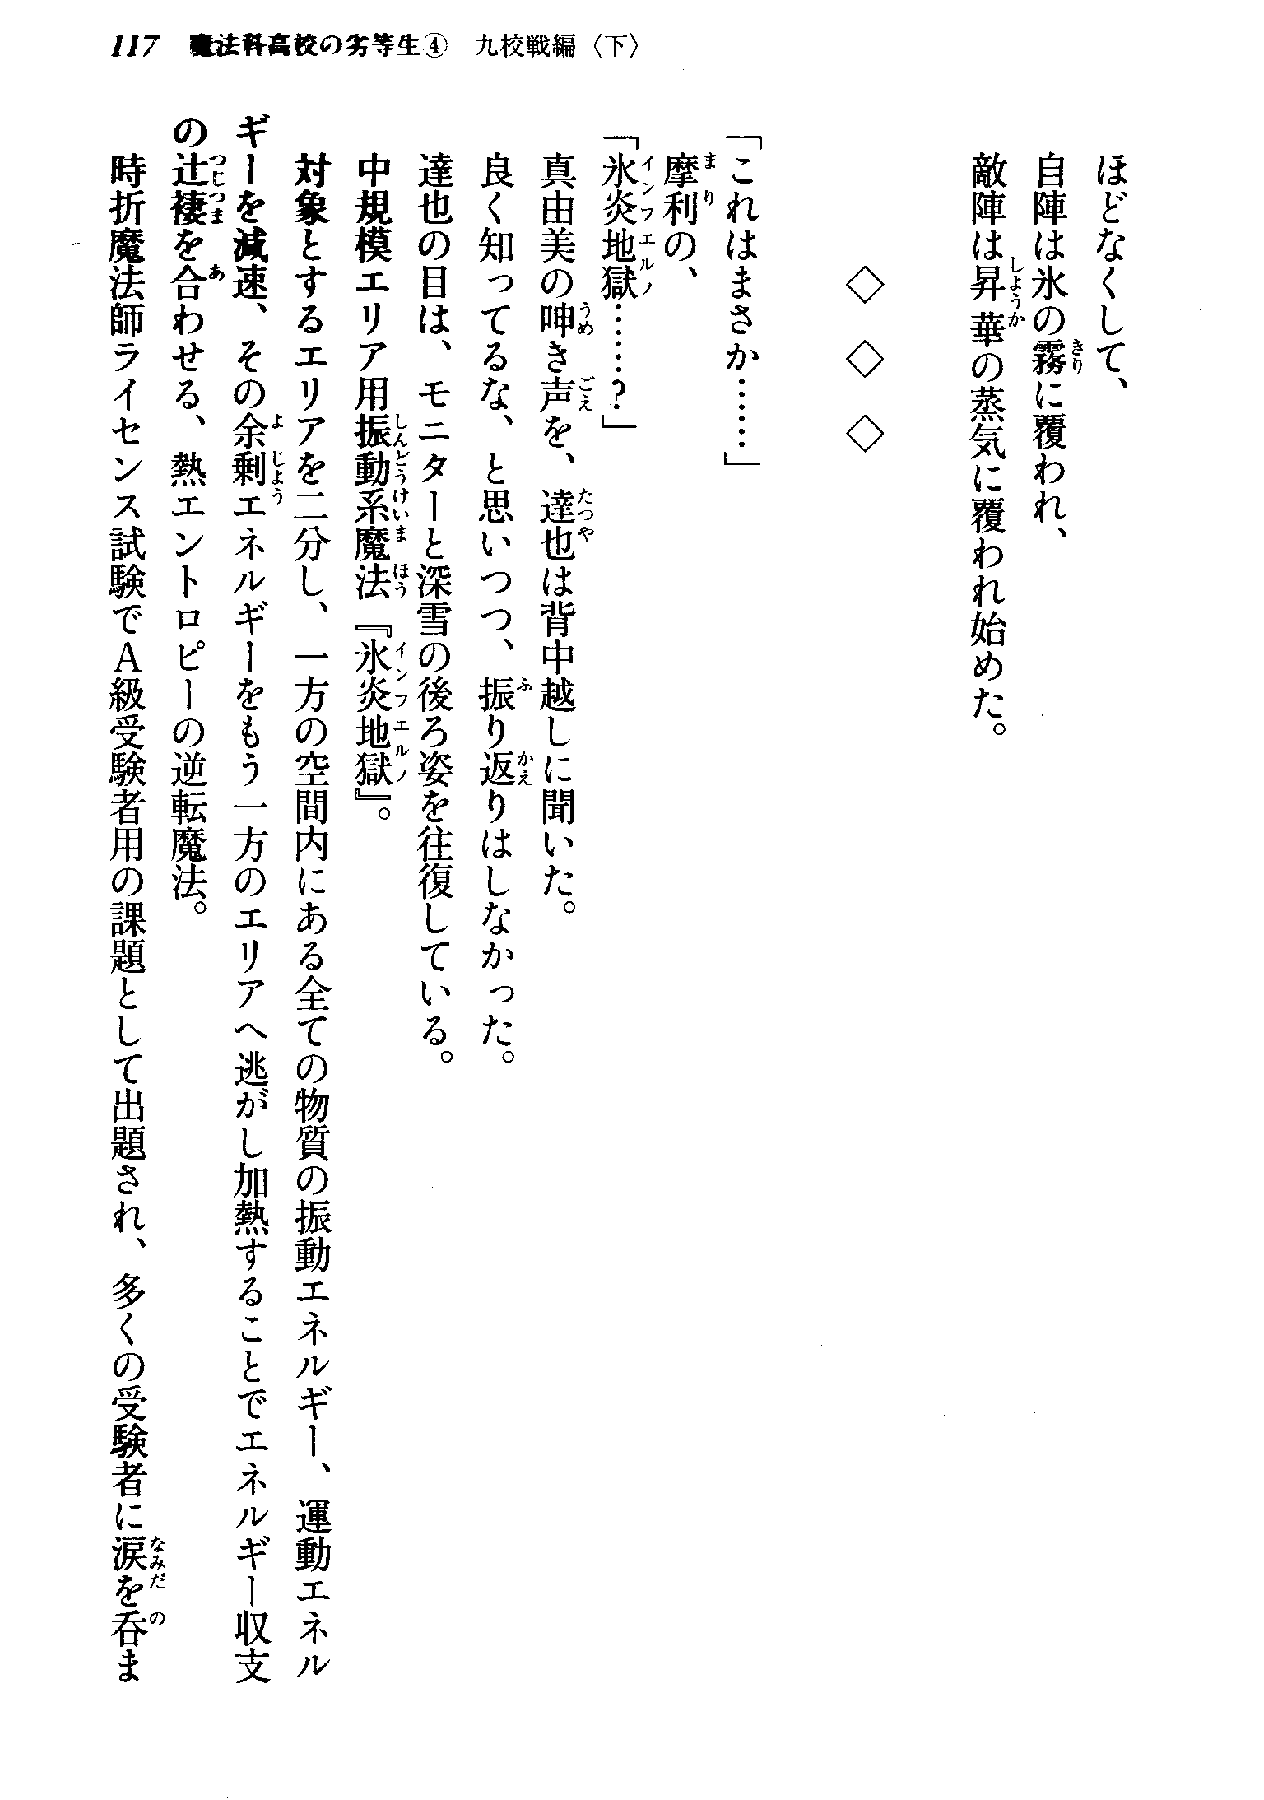 117 魔法科高校の劣等生④ 九校戦編〈下〉
ほどなくして、
自陣は氷の霧に覆われ、
敵陣は昇華の蒸気に覆われ始めた。
◇ ◇ ◇
「これはまさか……」
摩利の、
「氷炎地獄……？」
真由美の呻き声を、達也は背中越しに聞いた。
良く知ってるな、と思いつつ、振り返りはしなかった。
達也の目は、モニターと深雪の後ろ姿を往復している。
中規模エリア用振動系魔法『氷炎地獄』。
対象とするエリアを二分し、一方の空間内にある全ての物質の振動エネルギー、運動エネル
ギーを減速、その余剰エネルギーをもう一方のエリアへ逃がし加熱することでエネルギー収支
の辻褄を合わせる、熱エントロピーの逆転魔法。
時折魔法師ライセンス試験でA級受験者用の課題として出題され、多くの受験者に涙を呑ま